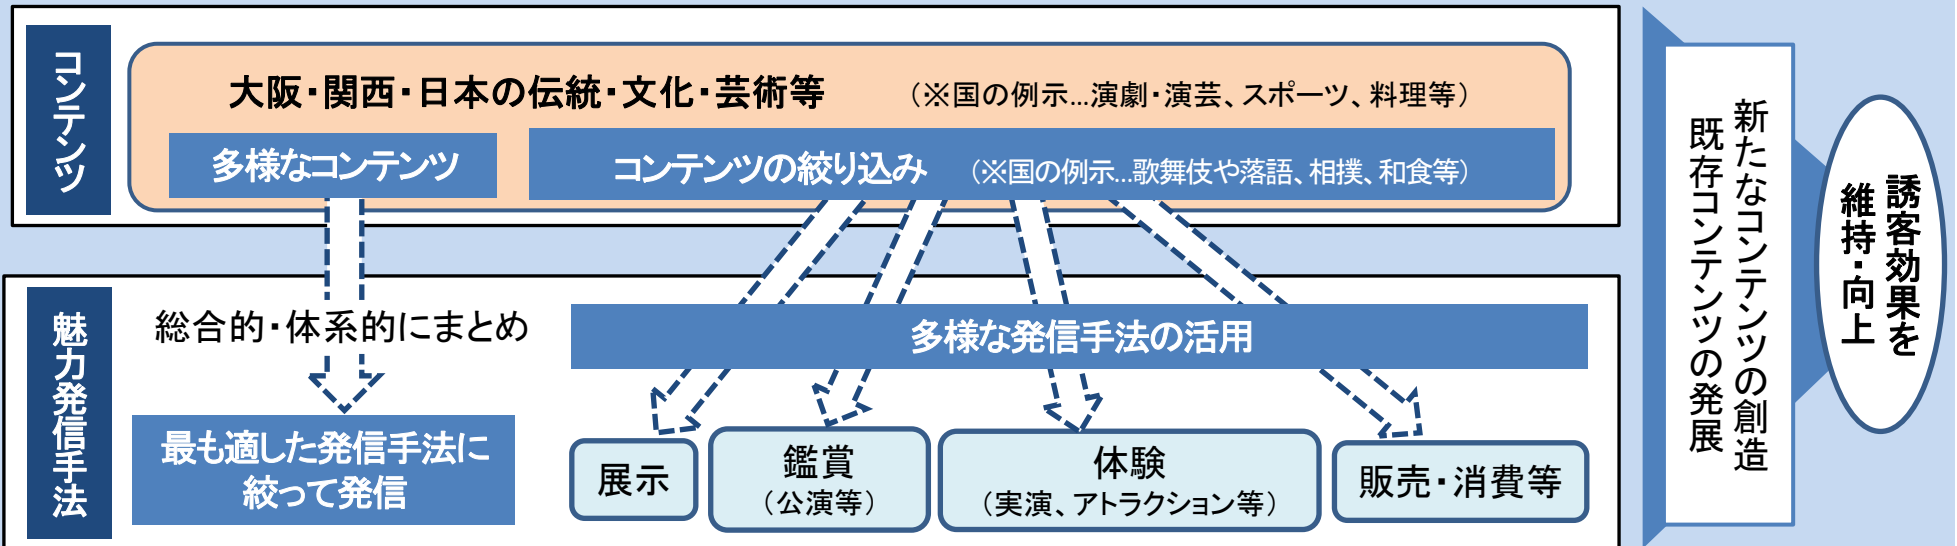 コンテンツ
大阪・関西・日本の伝統・文化・芸術等 （※国の例示…演劇・演芸、スポーツ、料理等）
多様なコンテンツ
コンテンツの絞り込み （※国の例示…歌舞伎や落語、相撲、和食等）
魅力発信手法
総合的・体系的にまとめ
最も適した発信手法に
絞って発信
多様な発信手法の活用
展示
鑑賞
（公演等）
体験
（実演、アトラクション等）
販売・消費等
新たなコンテンツの創造
既存コンテンツの発展
誘客効果を
維持・向上